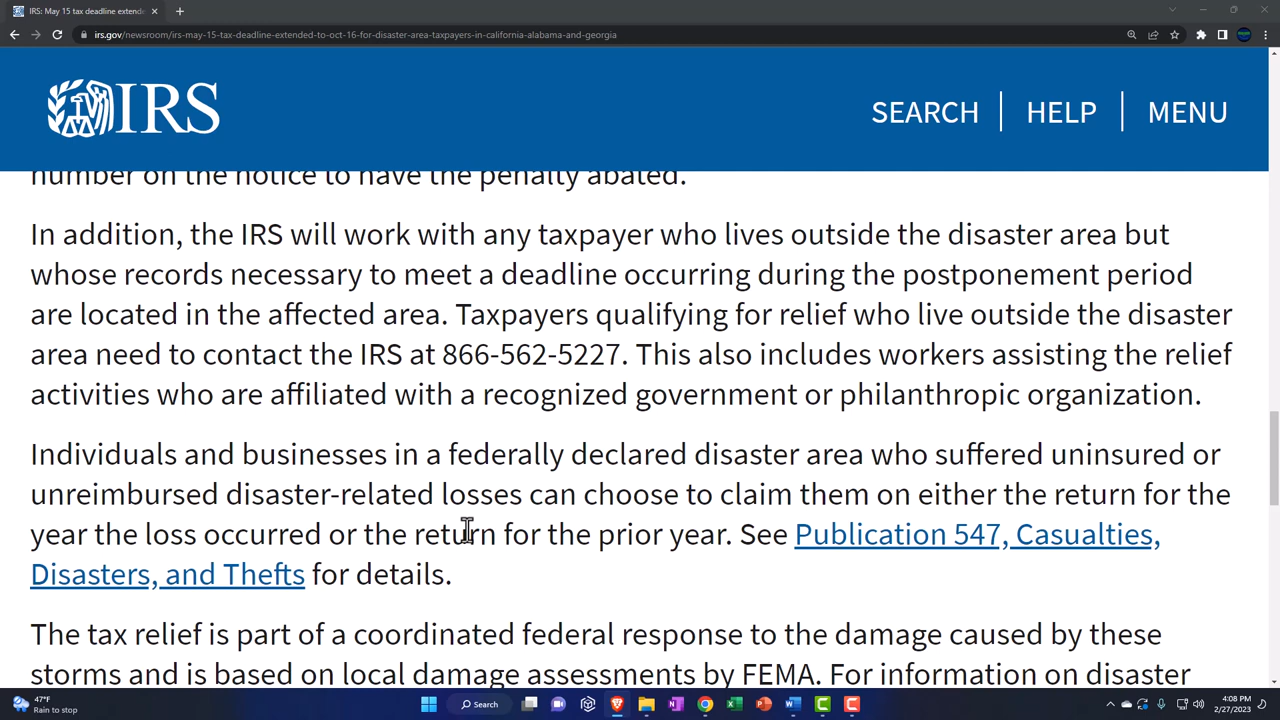 IRS: May 15 tax deadline extende
irs.gov/newsroom/irs-may-15-tax-deadline-extended-to-oct-16-for-disaster-area-taxpayers-in-california-alabama-and-georgia
IRS
SEARCH
HELP
MENU
number on the notice to have the penalty abated.
In addition, the IRS will work with any taxpayer who lives outside the disaster area but
whose records necessary to meet a deadline occurring during the postponement period
are located in the affected area. Taxpayers qualifying for relief who live outside the disaster
area need to contact the IRS at 866-562-5227. This also includes workers assisting the relief
activities who are affiliated with a recognized government or philanthropic organization.
Individuals and businesses in a federally declared disaster area who suffered uninsured or
unreimbursed disaster-related losses can choose to claim them on either the return for the
year the loss occurred or the return for the prior year. See Publication 547, Casualties,
Disasters, and Thefts for details.
The tax relief is part of a coordinated federal response to the damage caused by these
storms and is based on local damage assessments by FEMA. For information on disaster
47°F
Rain to stop
Search
4:08 PM
2/27/2023